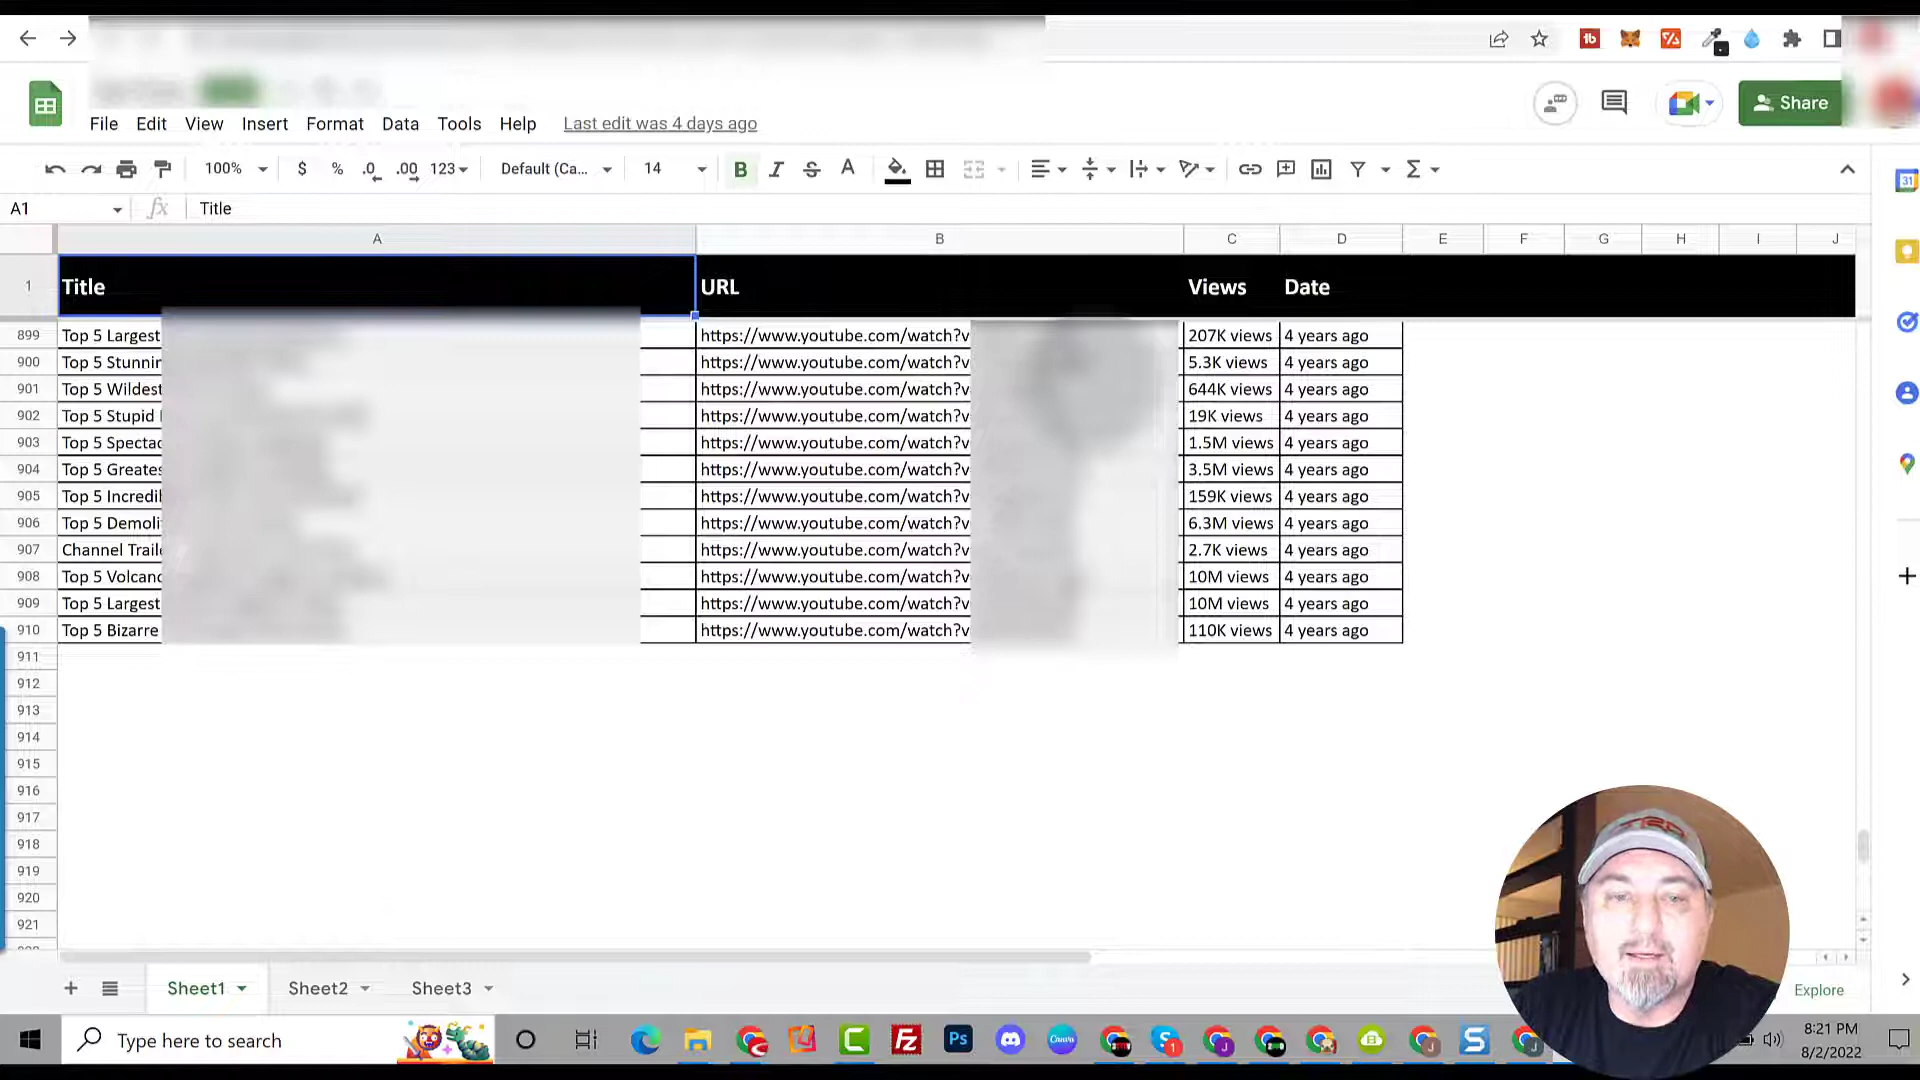 File Edit View Insert Format Data Tools Help Last edit was 4 days ago
Share
100% $ % .0 .00 123 Default (Ca... 14 B I S A
A1 fx Title
A B C D E F G H I J
1 Title URL Views Date
899 Top 5 Largest https://www.youtube.com/watch?v 207K views 4 years ago
900 Top 5 Stunnin https://www.youtube.com/watch?v 5.3K views 4 years ago
901 Top 5 Wildest https://www.youtube.com/watch?v 644K views 4 years ago
902 Top 5 Stupid https://www.youtube.com/watch?v 19K views 4 years ago
903 Top 5 Spectac https://www.youtube.com/watch?v 1.5M views 4 years ago
904 Top 5 Greates https://www.youtube.com/watch?v 3.5M views 4 years ago
905 Top 5 Incredi https://www.youtube.com/watch?v 159K views 4 years ago
906 Top 5 Demoli https://www.youtube.com/watch?v 6.3M views 4 years ago
907 Channel Traile https://www.youtube.com/watch?v 2.7K views 4 years ago
908 Top 5 Volcano https://www.youtube.com/watch?v 10M views 4 years ago
909 Top 5 Largest https://www.youtube.com/watch?v 10M views 4 years ago
910 Top 5 Bizarre https://www.youtube.com/watch?v 110K views 4 years ago
911
912
913
914
915
916
917
918
919
920
921
TRD
Sheet1 Sheet2 Sheet3 Explore
Type here to search
8:21 PM
8/2/2022